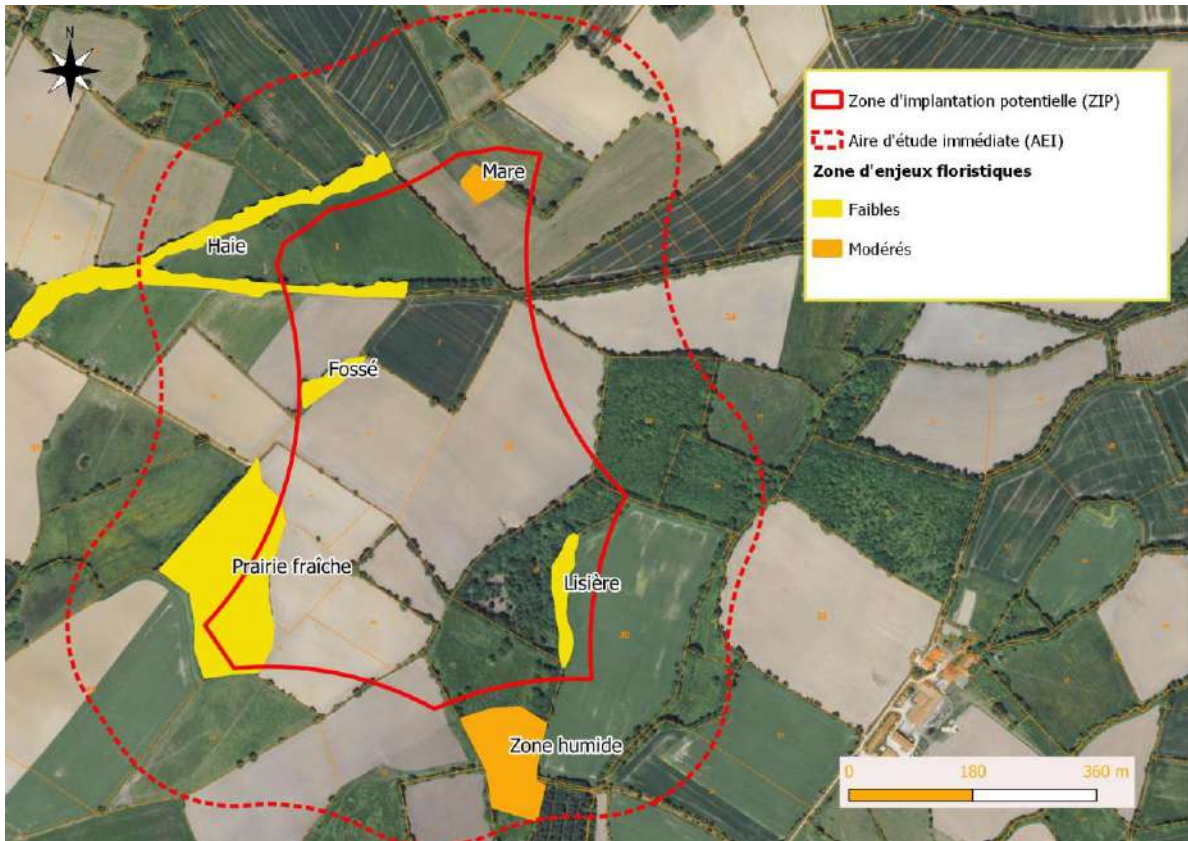 N
Zone d'implantation potentielle (ZIP)
Aire d'étude immédiate (AEI)
Zone d'enjeux floristiques
Faibles
Modérés
Mare
Haie
Fossé
Prairie fraîche
Lisière
Zone humide
0 180 360 m